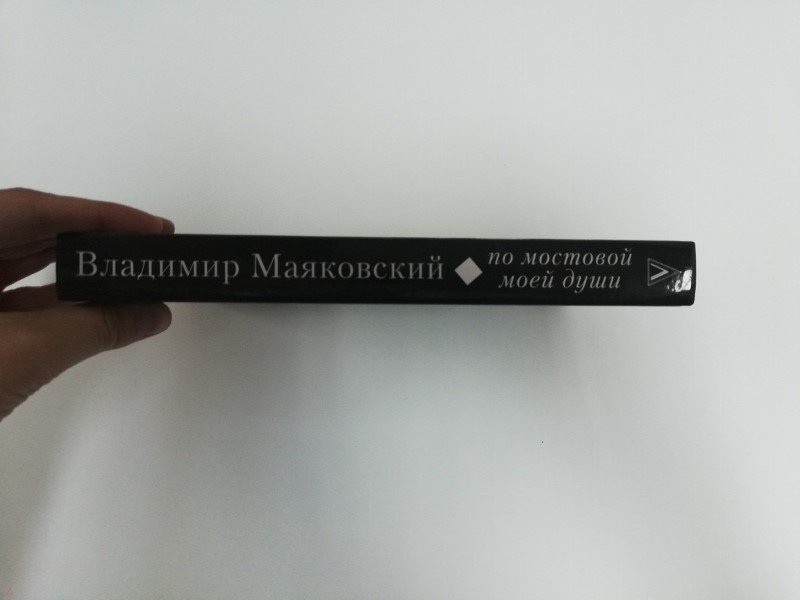 Владимир Маяковский
по мостовой
моей души